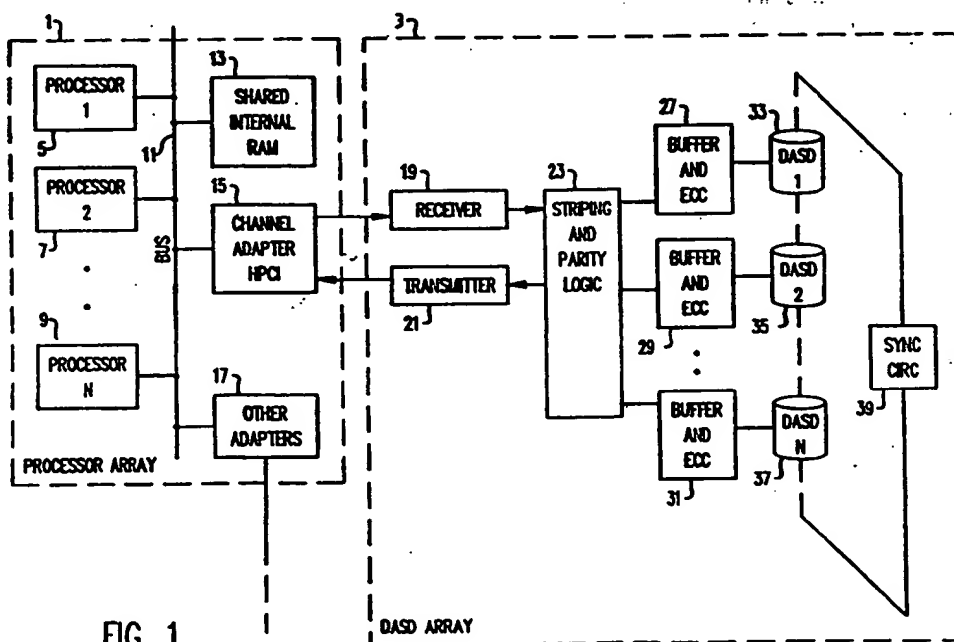 1
PROCESSOR
1
5
PROCESSOR
2
7
9
PROCESSOR
N
PROCESSOR ARRAY
11
BUS
13
SHARED
INTERNAL
RAM
15
CHANNEL
ADAPTER
HPCI
17
OTHER
ADAPTERS
3
19
RECEIVER
TRANSMITTER
21
23
STRIPING
AND
PARITY
LOGIC
27
BUFFER
AND
ECC
BUFFER
AND
ECC
29
BUFFER
AND
ECC
31
33
DASD
1
DASD
2
35
DASD
N
37
SYNC
CIRC
39
DASD ARRAY
FIG. 1